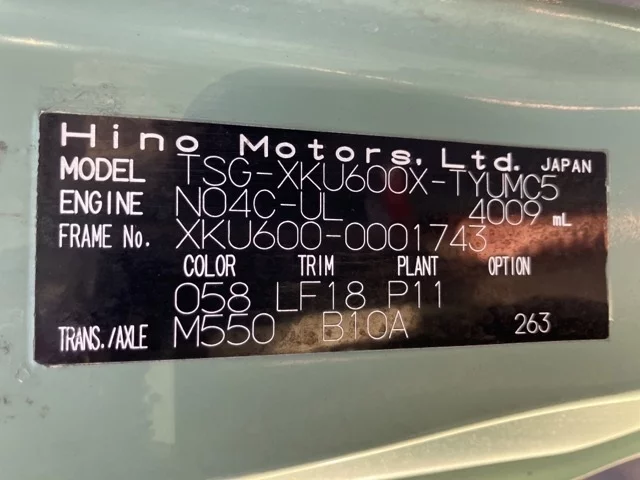 Hino Motors, Ltd. JAPAN
MODEL TSG-XKU600X-TYUMC5
ENGINE N04C-UL 4009 mL
FRAME No. XKU600-0001743
COLOR TRIM PLANT OPTION
058 LF18 P11
TRANS./AXLE M550 B10A 263